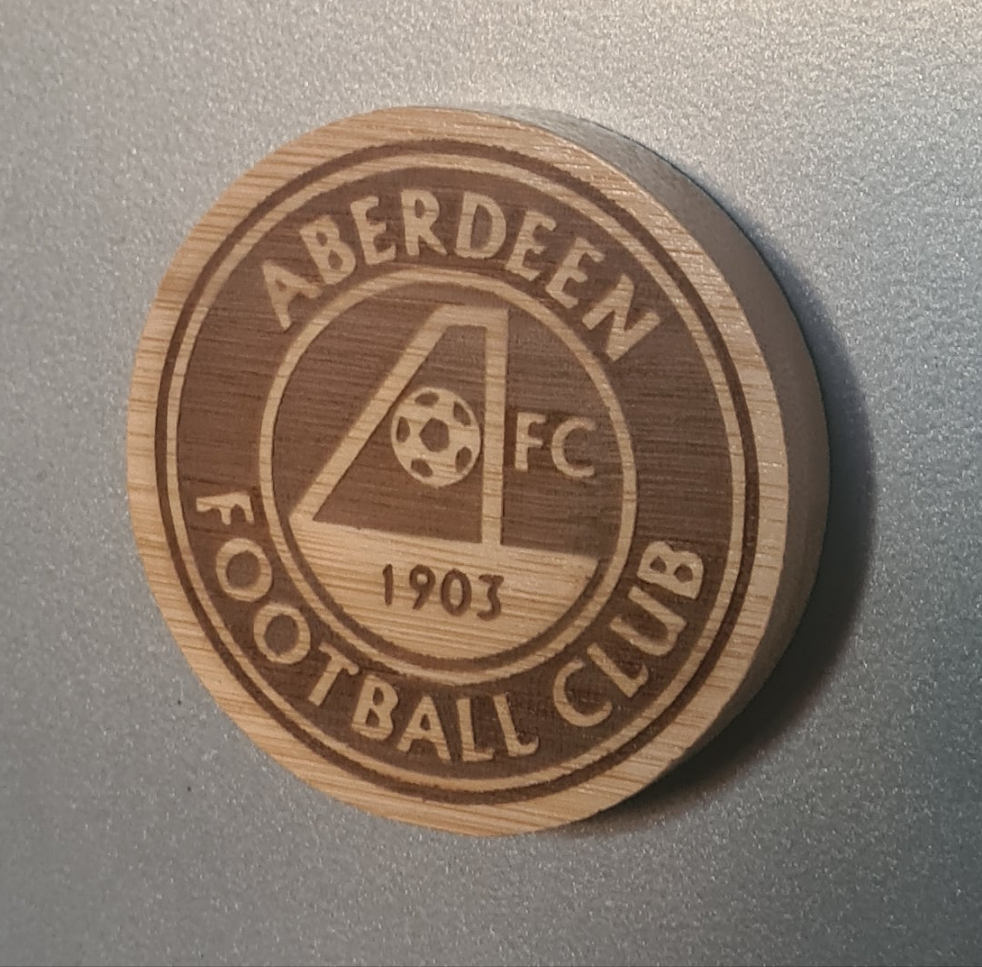 ABERDEEN
FC
1903
FOOTBALL CLUB